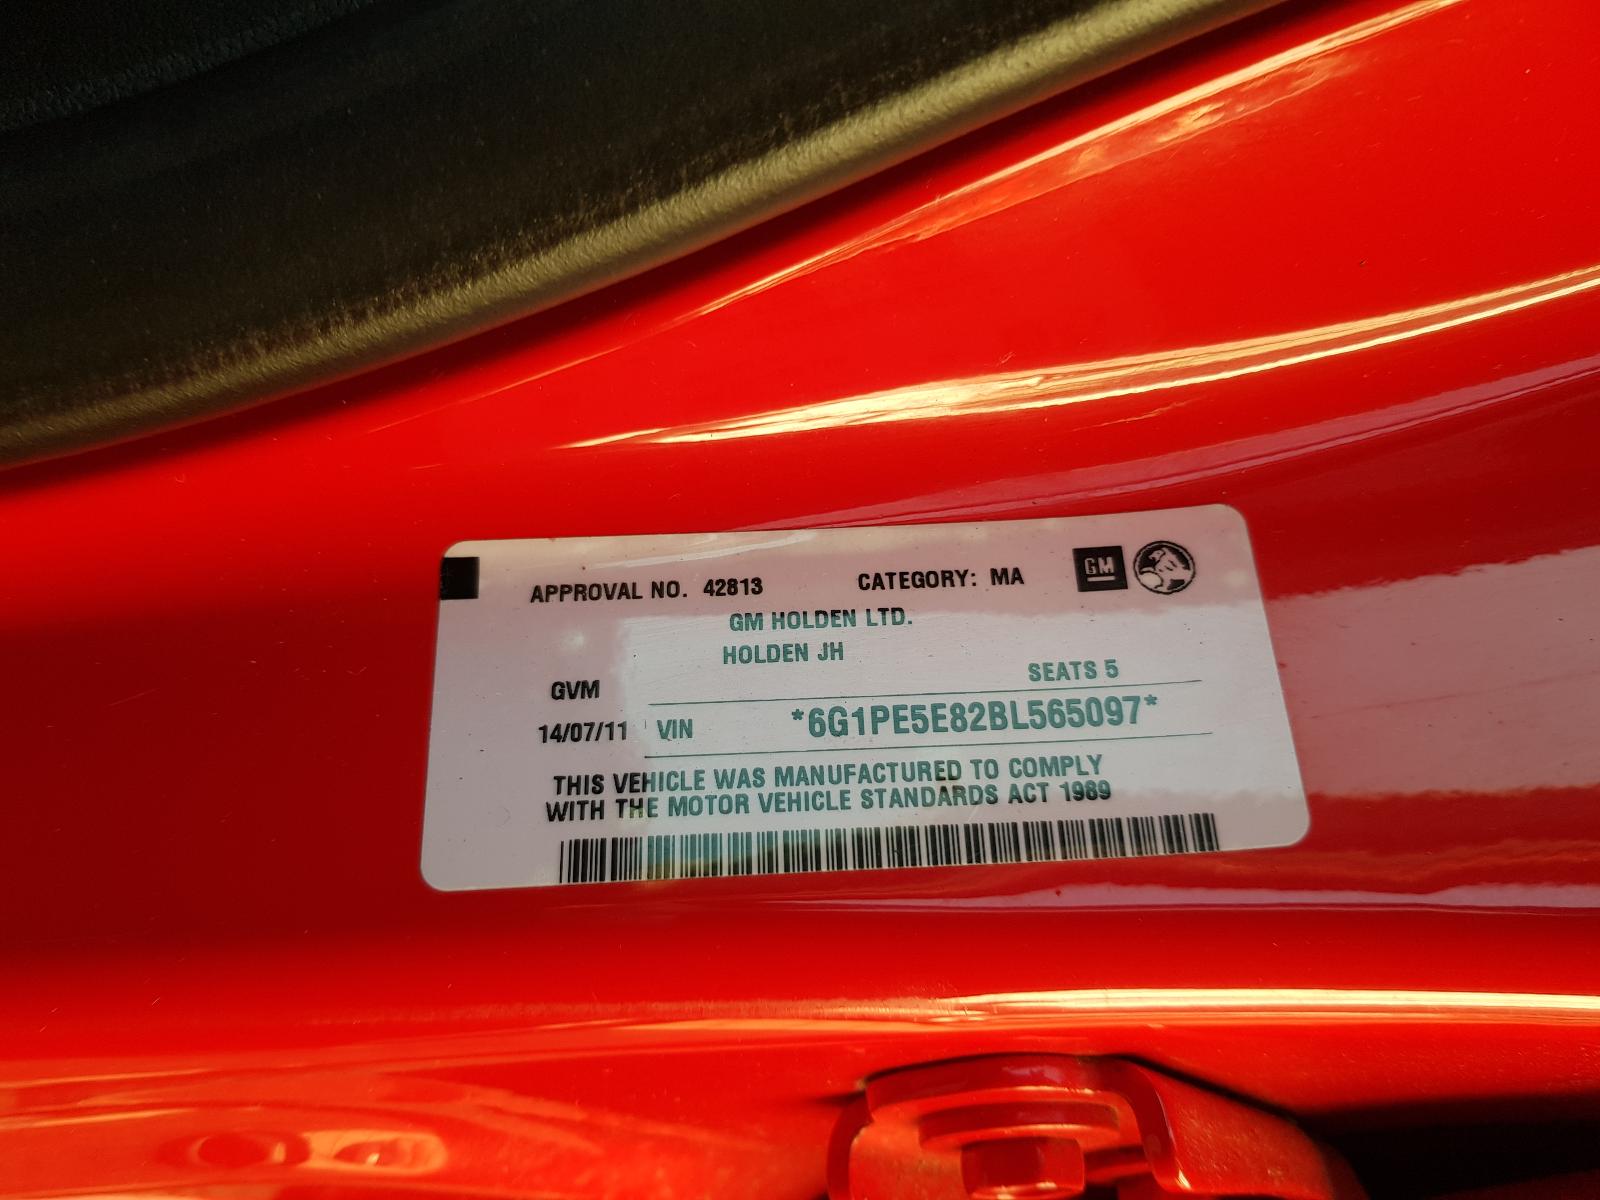 APPROVAL NO. 42813 CATEGORY: MA GM
GM HOLDEN LTD.
HOLDEN JH
SEATS 5
GVM
14/07/11 VIN *6G1PE5E82BL565097*
THIS VEHICLE WAS MANUFACTURED TO COMPLY
WITH THE MOTOR VEHICLE STANDARDS ACT 1989